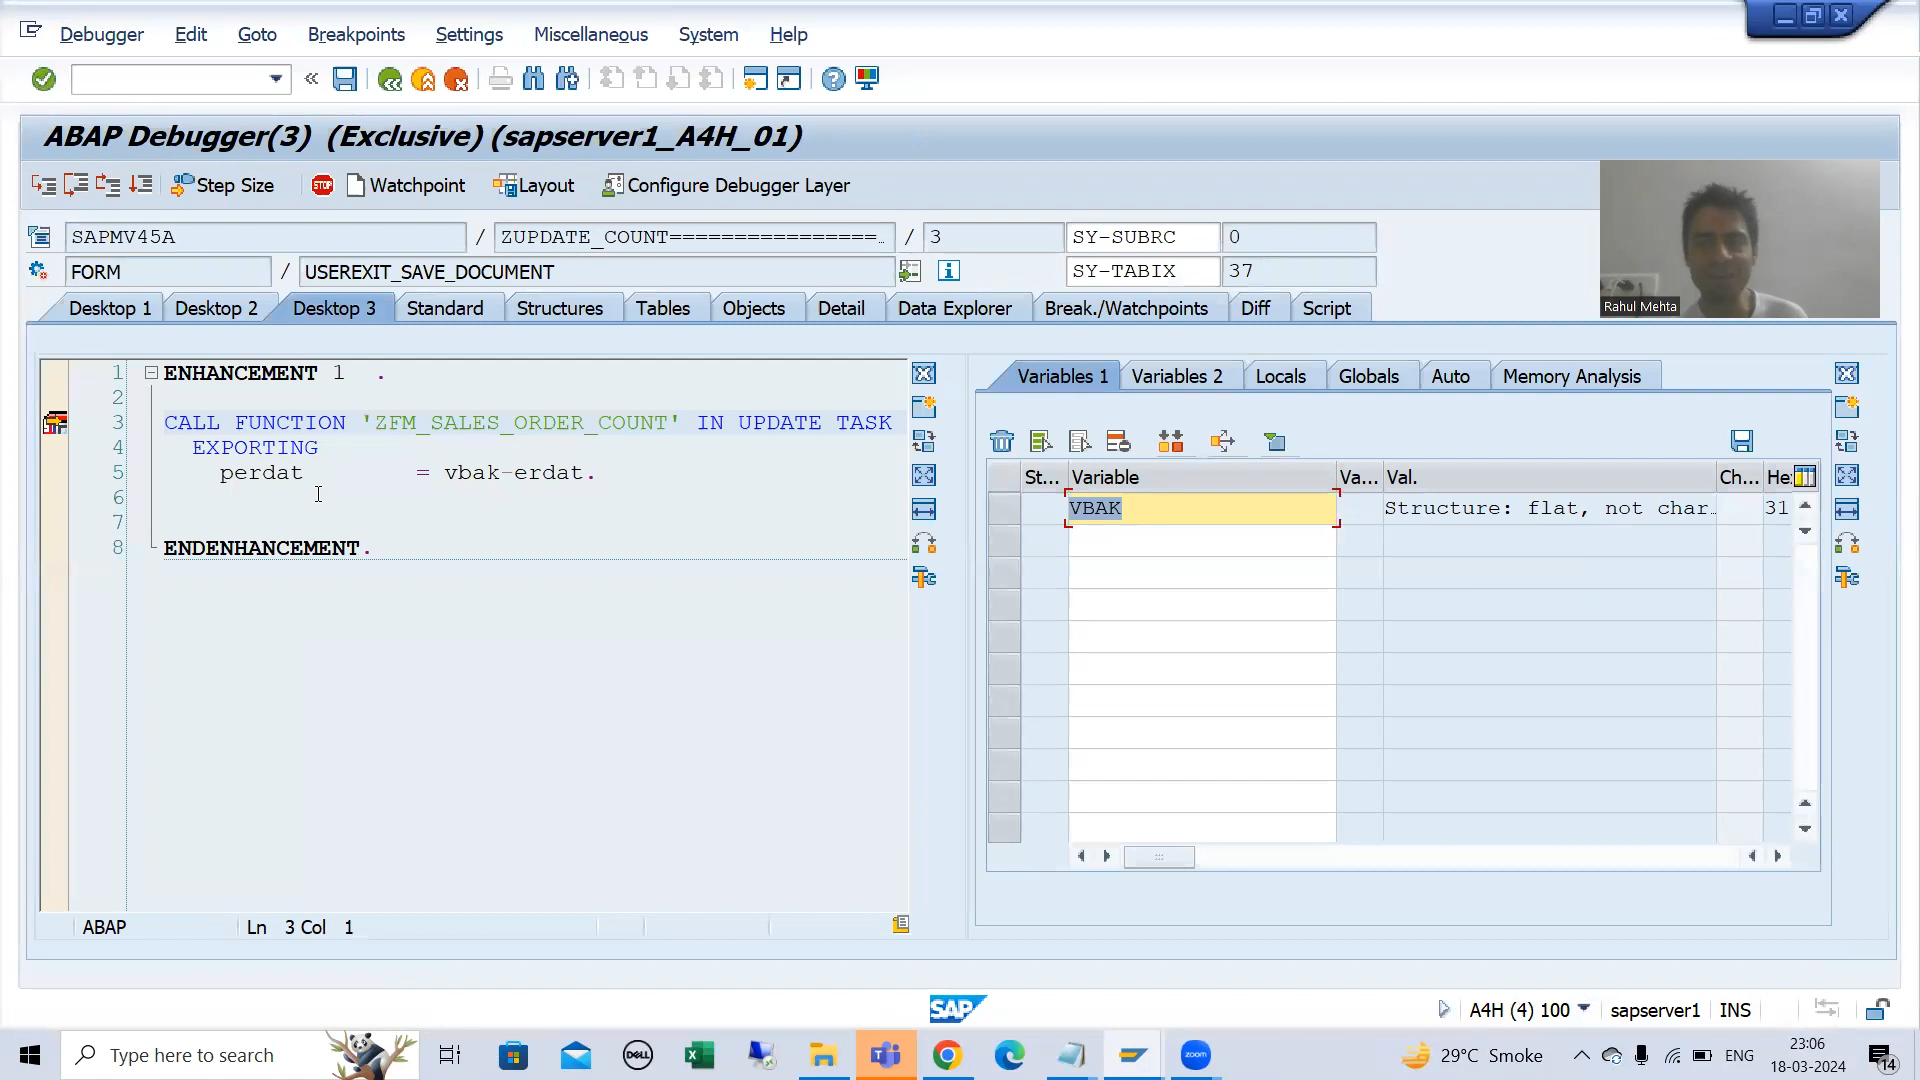 Debugger Edit Goto Breakpoints Settings Miscellaneous System Help
ABAP Debugger(3) (Exclusive) (sapserver1_A4H_01)
Step Size STOP Watchpoint Layout Configure Debugger Layer
SAPMV45A / ZUPDATE_COUNT================… / 3 SY-SUBRC 0
FORM / USEREXIT_SAVE_DOCUMENT SY-TABIX 37
Rahul Mehta
Desktop 1 Desktop 2 Desktop 3 Standard Structures Tables Objects Detail Data Explorer Break./Watchpoints Diff Script
Variables 1 Variables 2 Locals Globals Auto Memory Analysis
1 ENHANCEMENT 1 .
2
3 CALL FUNCTION 'ZFM_SALES_ORDER_COUNT' IN UPDATE TASK
4 EXPORTING
5 perdat = vbak-erdat.
6
7
8 ENDENHANCEMENT.
St... Variable Va... Val. Ch... He
VBAK Structure: flat, not char… 31
ABAP Ln 3 Col 1
SAP
A4H (4) 100 sapserver1 INS
Type here to search
DELL
zoom
29°C Smoke
ENG
23:06
18-03-2024
14